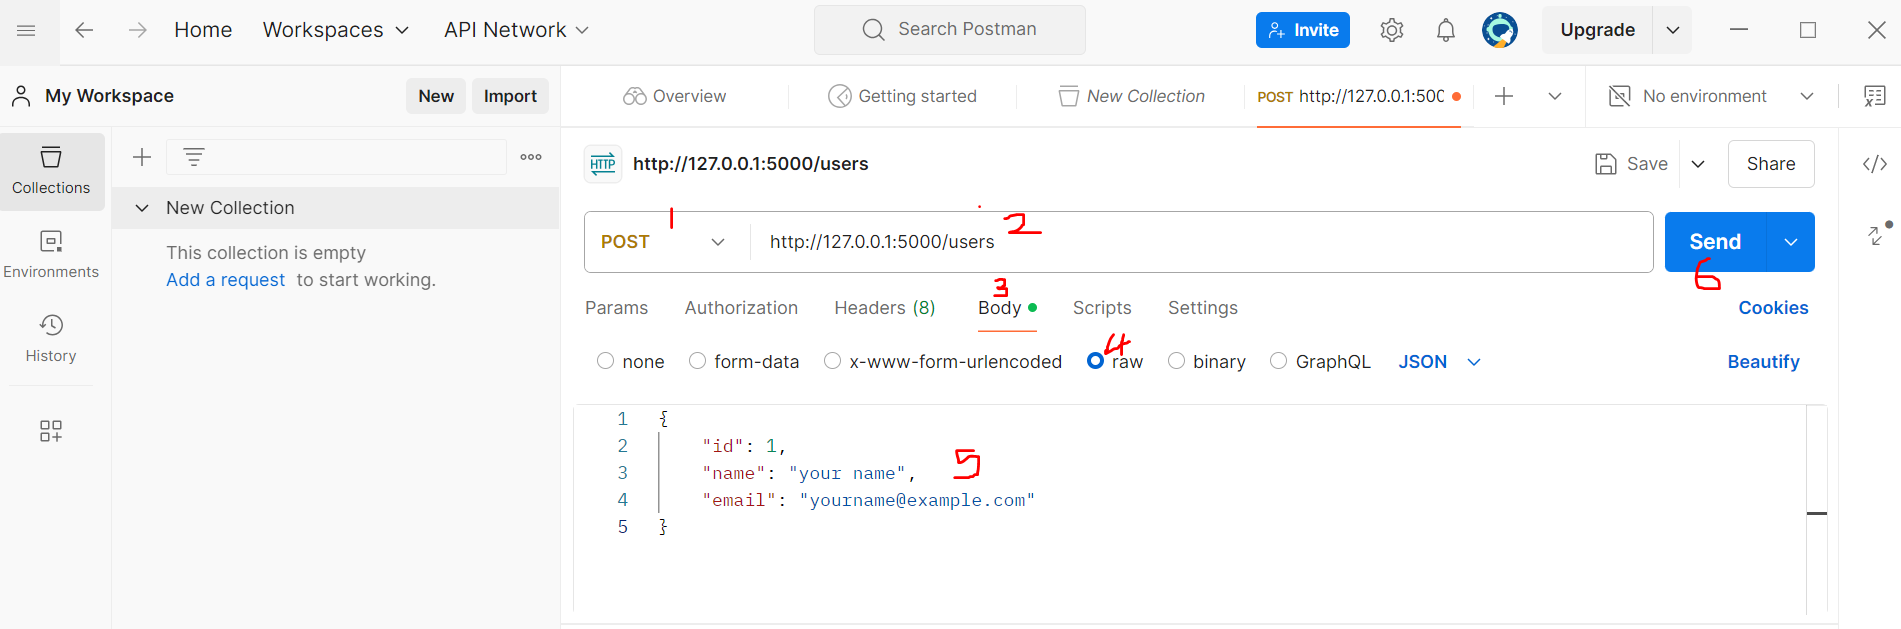 Home Workspaces API Network Search Postman Invite Upgrade
My Workspace New Import Overview Getting started New Collection POST http://127.0.0.1:500 No environment
Collections
New Collection
This collection is empty
Add a request to start working.
Environments
History
HTTP http://127.0.0.1:5000/users Save Share
1 2
POST http://127.0.0.1:5000/users Send
3 6
Params Authorization Headers (8) Body Scripts Settings Cookies
4
none form-data x-www-form-urlencoded raw binary GraphQL JSON Beautify
1 {
2 "id": 1,
3 "name": "your name", 5
4 "email": "yourname@example.com"
5 }